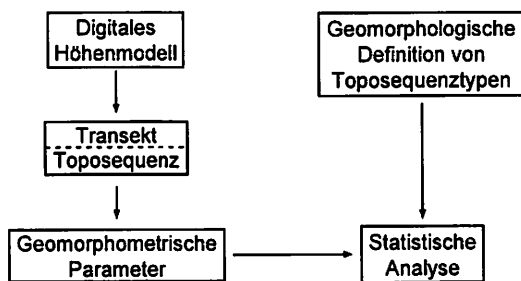 Digitales
Höhenmodell
Geomorphologische
Definition von
Toposequenztypen
Transekt
Toposequenz
Geomorphometrische
Parameter
Statistische
Analyse